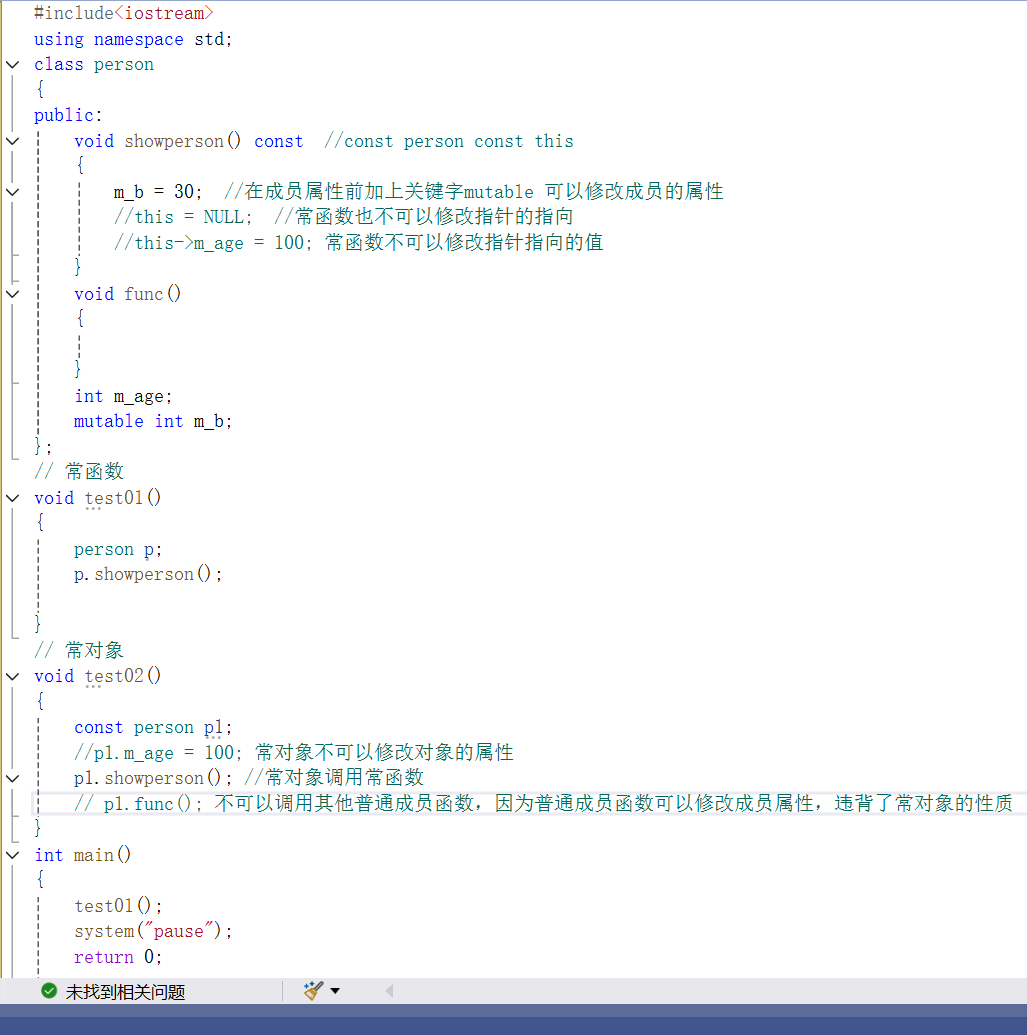 #include<iostream>
using namespace std;
class person
{
public:
void showperson() const  //const person const this
{
m_b = 30;  //在成员属性前加上关键字mutable 可以修改成员的属性
//this = NULL;  //常函数也不可以修改指针的指向
//this->m_age = 100; 常函数不可以修改指针指向的值
}
void func()
{
}
int m_age;
mutable int m_b;
};
// 常函数
void test01()
{
person p;
p.showperson();
}
// 常对象
void test02()
{
const person p1;
//p1.m_age = 100; 常对象不可以修改对象的属性
p1.showperson(); //常对象调用常函数
// p1.func(); 不可以调用其他普通成员函数，因为普通成员函数可以修改成员属性，违背了常对象的性质
}
int main()
{
test01();
system("pause");
return 0;
未找到相关问题